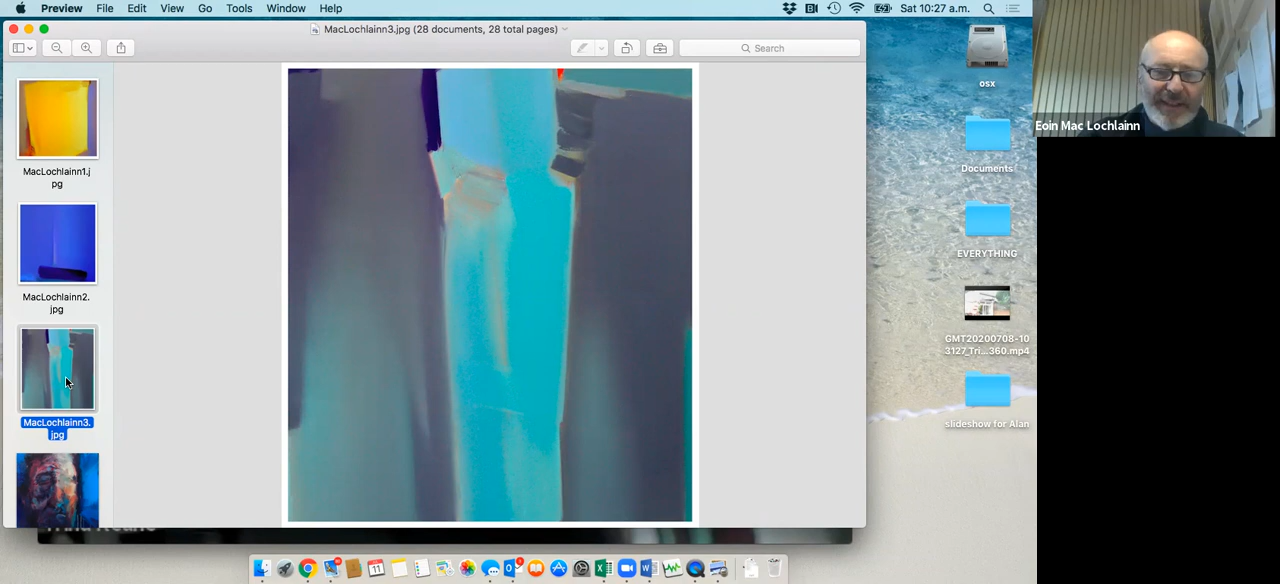 Preview File Edit View Go Tools Window Help
Sat 10:27 a.m.
MacLochlainn3.jpg (28 documents, 28 total pages)
Search
MacLochlainn1.j
pg
MacLochlainn2.
jpg
MacLochlainn3.
jpg
osx
Documents
EVERYTHING
GMT20200708-10
3127_Tri...360.mp4
slideshow for Alan
Eoin Mac Lochlainn
11